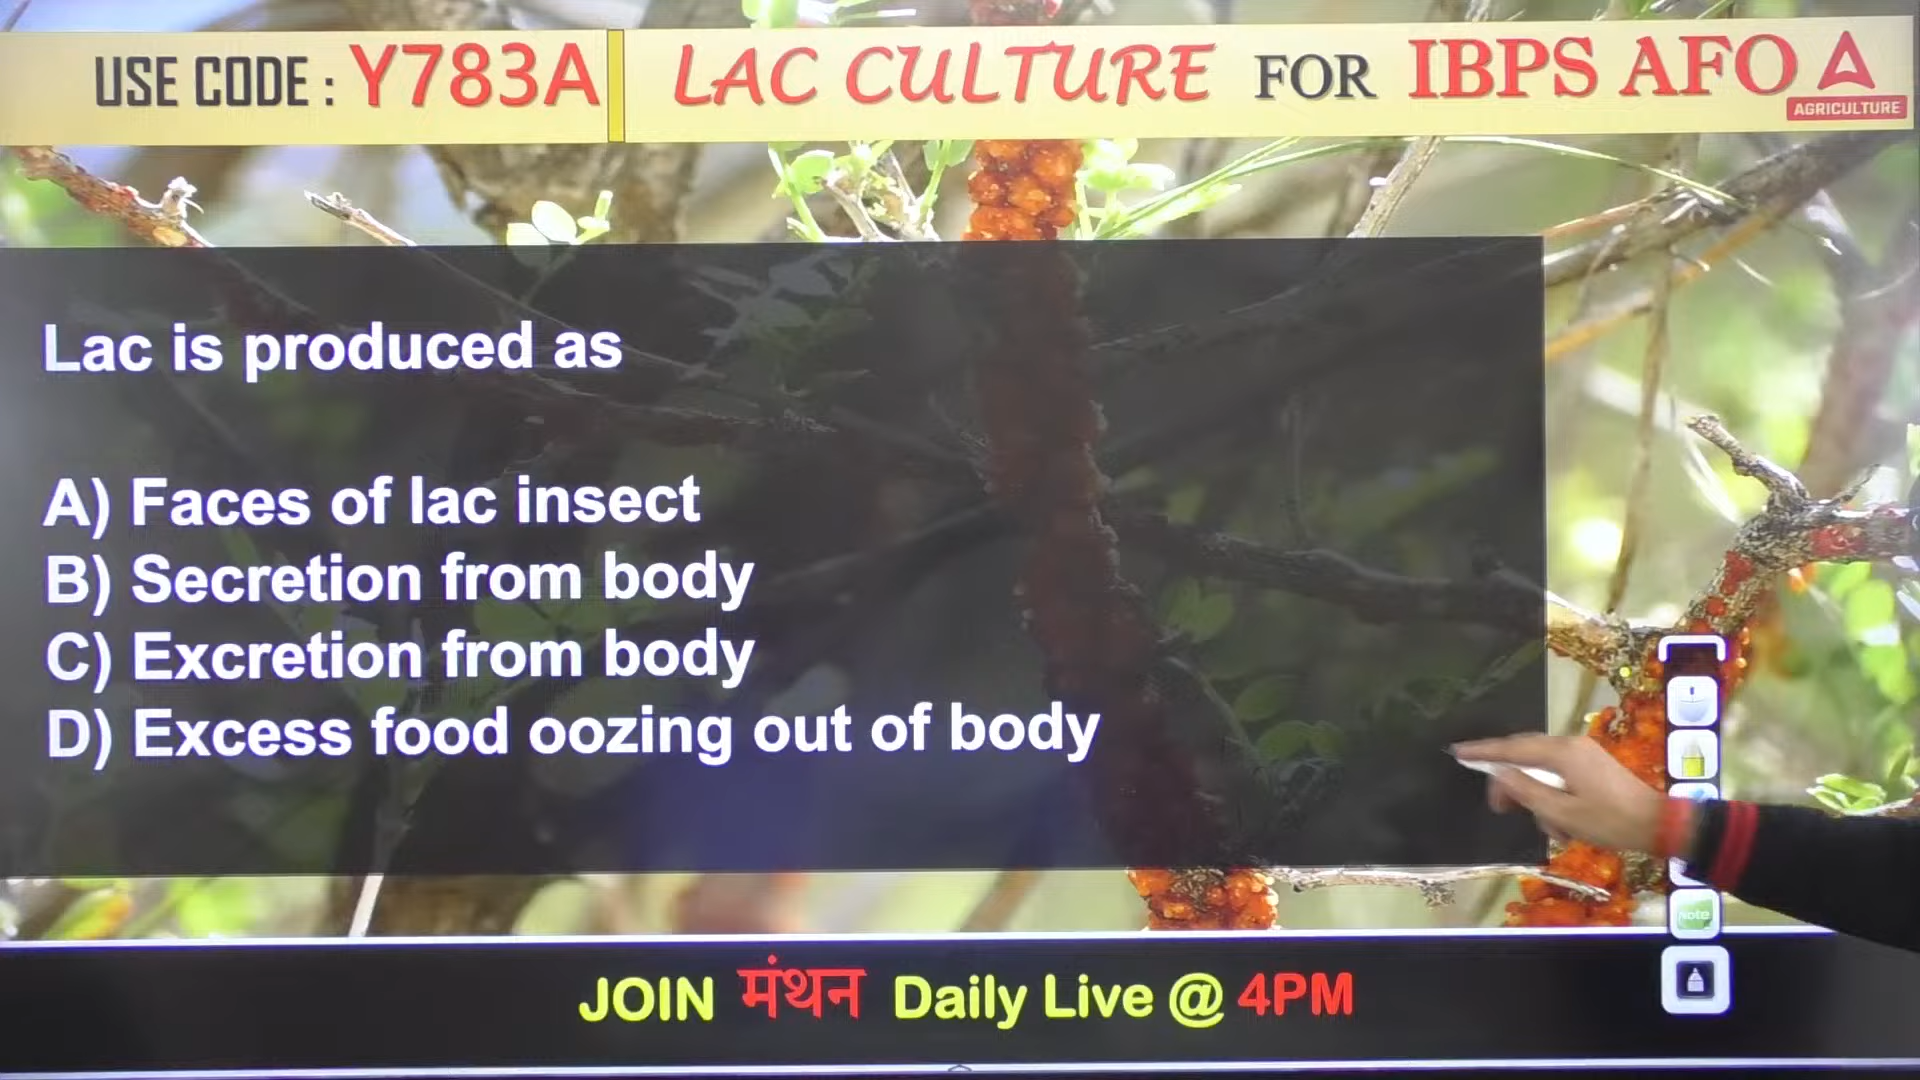 USE CODE : Y783A LAC CULTURE FOR IBPS AFO
AGRICULTURE
Lac is produced as
A) Faces of lac insect
B) Secretion from body
C) Excretion from body
D) Excess food oozing out of body
Note
JOIN मंथन Daily Live @ 4PM